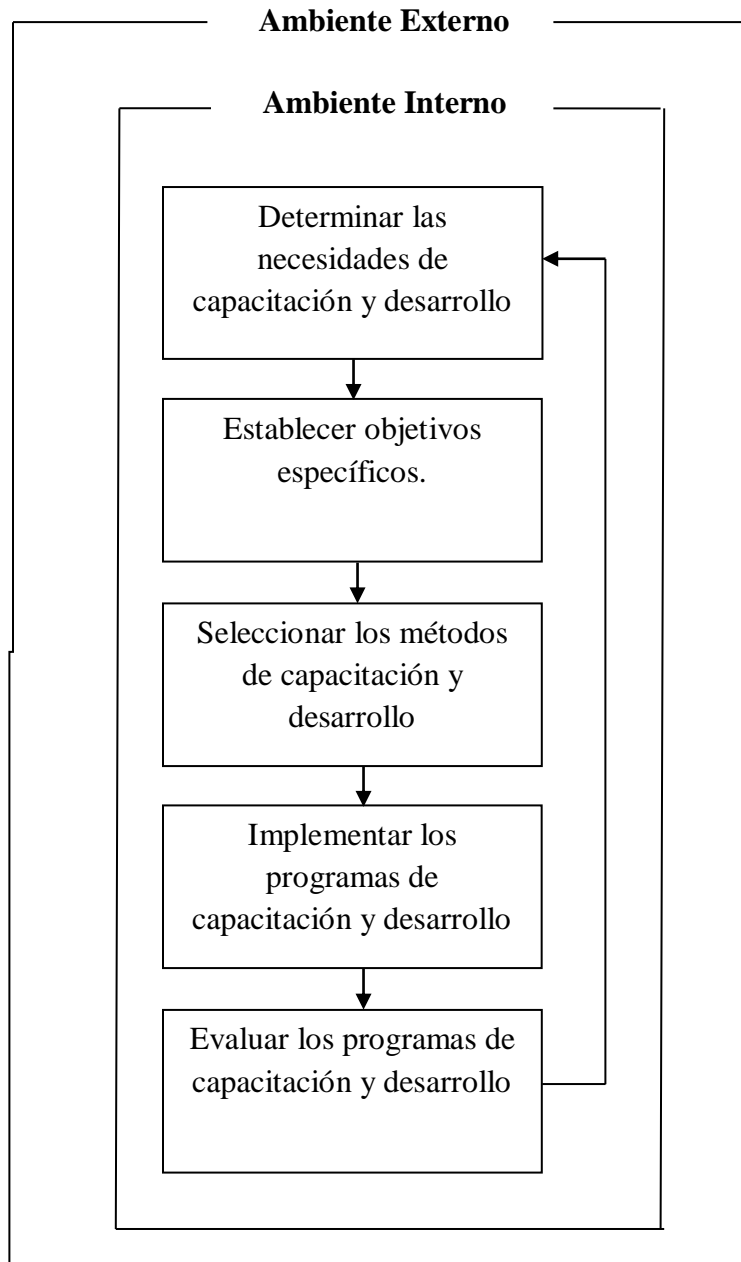 Ambiente Externo
Ambiente Interno
Determinar las
necesidades de
capacitación y desarrollo
Establecer objetivos
específicos.
Seleccionar los métodos
de capacitación y
desarrollo
Implementar los
programas de
capacitación y desarrollo
Evaluar los programas de
capacitación y desarrollo